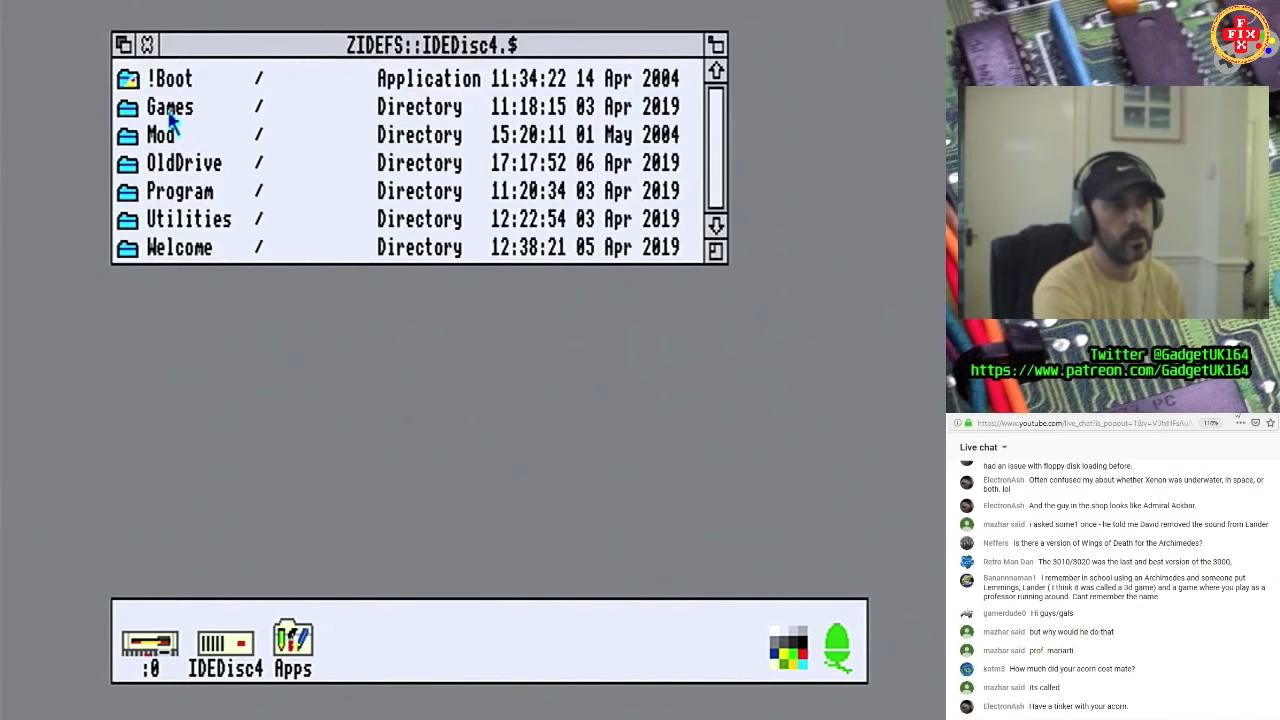 ZIDEFS::IDEDisc4.$
!Boot / Application 11:34:22 14 Apr 2004
Games / Directory 11:18:15 03 Apr 2019
Mod / Directory 15:20:11 01 May 2004
OldDrive / Directory 17:17:52 06 Apr 2019
Program / Directory 11:20:34 03 Apr 2019
Utilities / Directory 12:22:54 03 Apr 2019
Welcome / Directory 12:38:21 05 Apr 2019
:0 IDEDisc4 Apps
FIX
Twitter @GadgetUK164
https://www.patreon.com/GadgetUK164
PC
110%
Live chat
had an issue with floppy disk loading before.
ElectronAsh Often confused my about whether Xenon was underwater, in space, or
both. lol
ElectronAsh And the guy in the shop looks like Admiral Ackbar.
mazhar said i asked some1 once - he told me David removed the sound from Lander
Neffers Is there a version of Wings of Death for the Archimedes?
Retro Man Dan The 3010/3020 was the last and best version of the 3000,
Banannnaman1 I remember in school using an Archimedes and someone put
Lemmings, Lander ( I think it was called a 3d game) and a game where you play as a
professor running around. Cant remember the name
gamerdude0 Hi guys/gals
mazhar said but why would he do that
mazhar said prof. mariarti
kotm3 How much did your acorn cost mate?
mazhar said its called
ElectronAsh Have a tinker with your acorn.